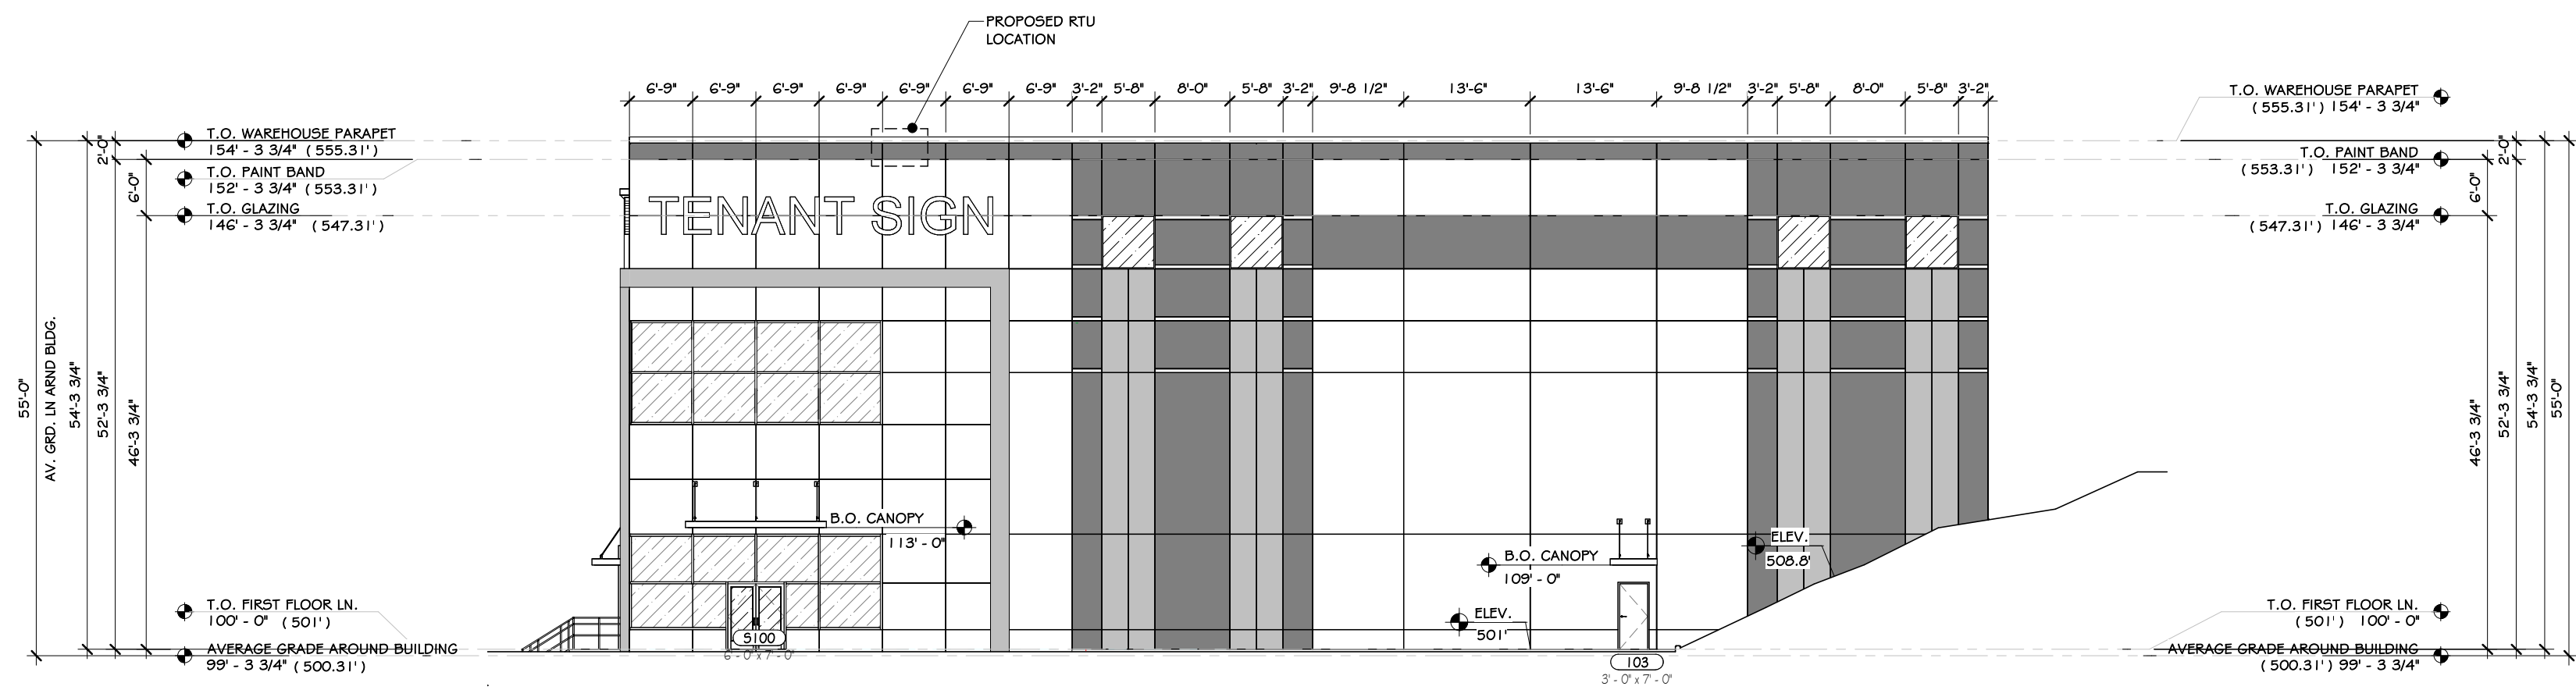 PROPOSED RTU
LOCATION
6'-9" 6'-9" 6'-9" 6'-9" 6'-9" 6'-9" 6'-9" 3'-2" 5'-8" 8'-0" 5'-8" 3'-2" 9'-8 1/2" 13'-6" 13'-6" 9'-8 1/2" 3'-2" 5'-8" 8'-0" 5'-8" 3'-2"
T.O. WAREHOUSE PARAPET
154' - 3 3/4" (555.31')
T.O. PAINT BAND
152' - 3 3/4" (553.31')
T.O. GLAZING
146' - 3 3/4" (547.31')
2'-0"
6'-0"
55'-0"
AV. GRD. LN ARND BLDG.
54'-3 3/4"
52'-3 3/4"
46'-3 3/4"
T.O. FIRST FLOOR LN.
100' - 0" (501')
AVERAGE GRADE AROUND BUILDING
99' - 3 3/4" (500.31')
TENANT SIGN
B.O. CANOPY
113' - 0"
S100
6' - 0" x 7' - 0"
B.O. CANOPY
109' - 0"
ELEV.
501'
103
3' - 0" x 7' - 0"
ELEV.
508.8'
T.O. WAREHOUSE PARAPET
(555.31') 154' - 3 3/4"
T.O. PAINT BAND
(553.31') 152' - 3 3/4"
T.O. GLAZING
(547.31') 146' - 3 3/4"
2'-0"
6'-0"
46'-3 3/4"
52'-3 3/4"
54'-3 3/4"
55'-0"
T.O. FIRST FLOOR LN.
(501') 100' - 0"
AVERAGE GRADE AROUND BUILDING
(500.31') 99' - 3 3/4"